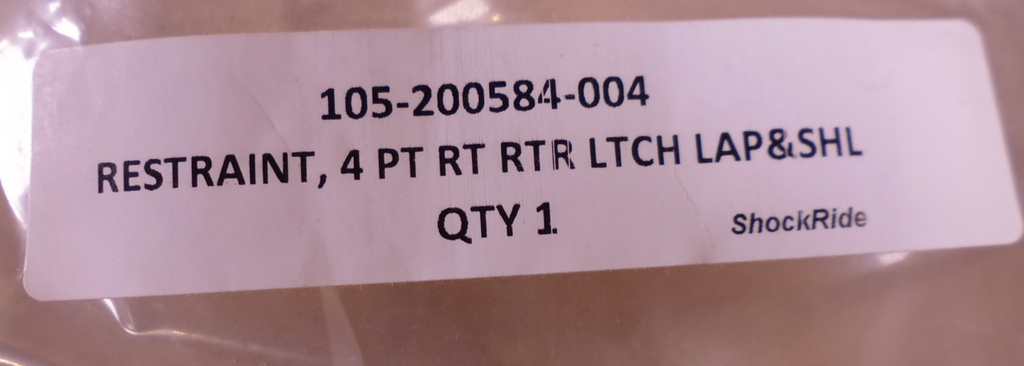 105-200584-004
RESTRAINT, 4 PT RT RTR LTCH LAP&SHL
QTY 1
ShockRide